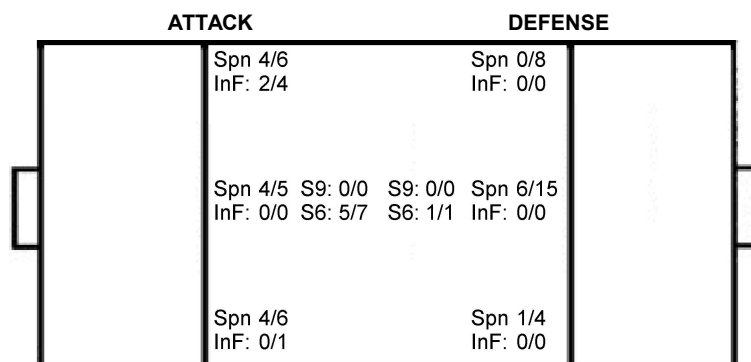 ATTACK DEFENSE
Spn 4/6 Spn 0/8
InF: 2/4 InF: 0/0
Spn 4/5 S9: 0/0 S9: 0/0 Spn 6/15
InF: 0/0 S6: 5/7 S6: 1/1 InF: 0/0
Spn 4/6 Spn 1/4
InF: 0/1 InF: 0/0